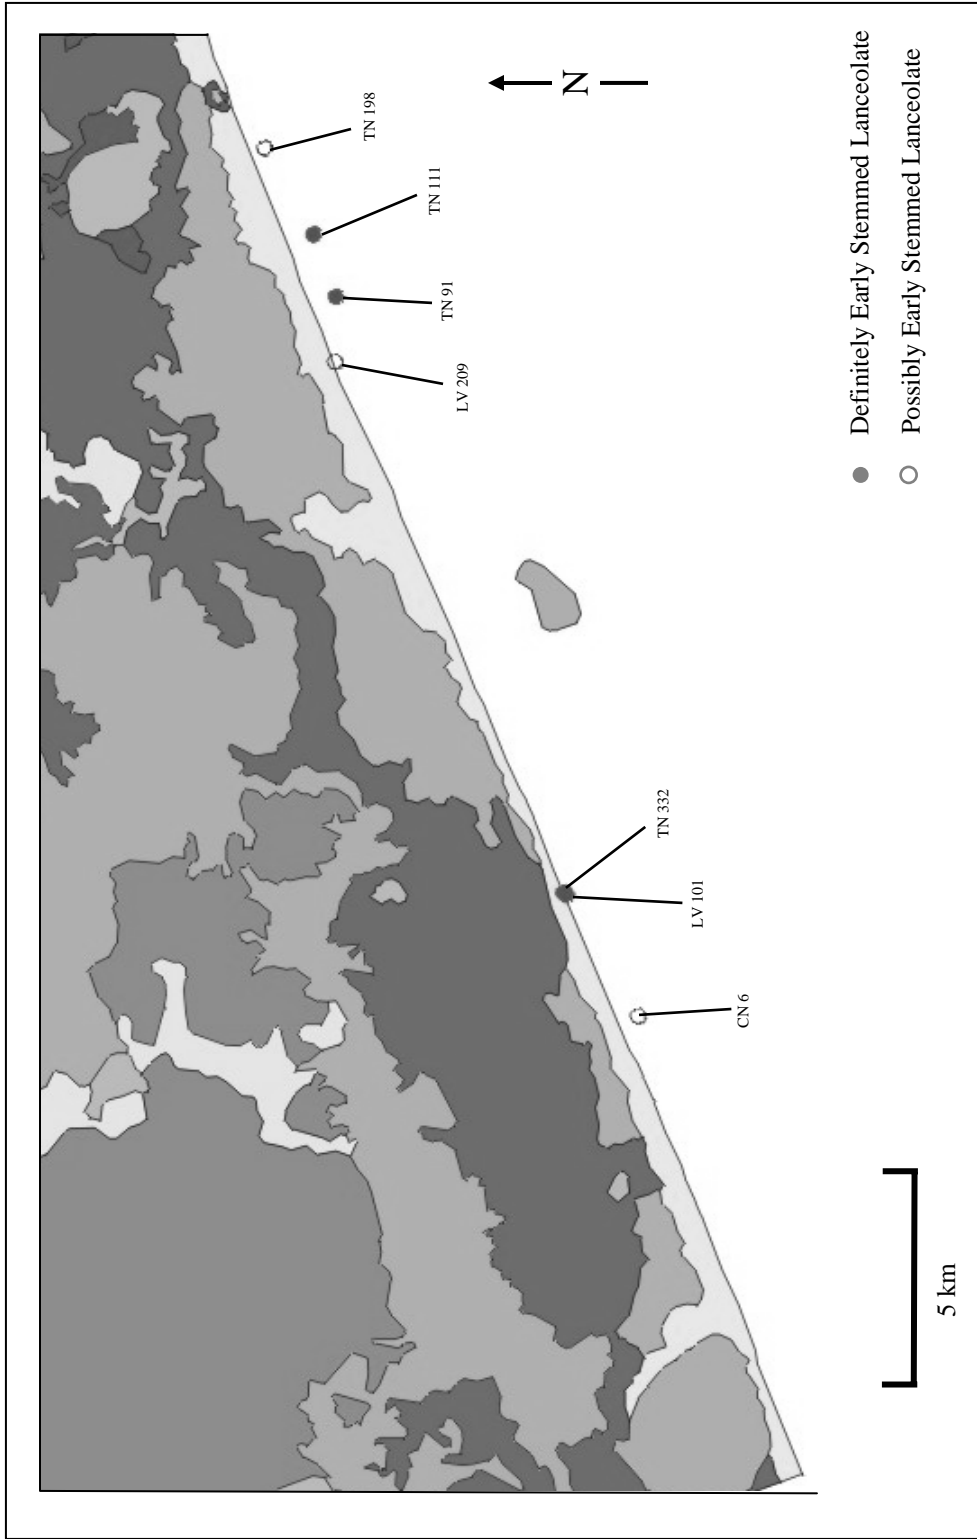 TN 198
TN 111
TN 91
LV 209
TN 332
LV 101
CN 6
N
Definitely Early Stemmed Lanceolate
Possibly Early Stemmed Lanceolate
5 km